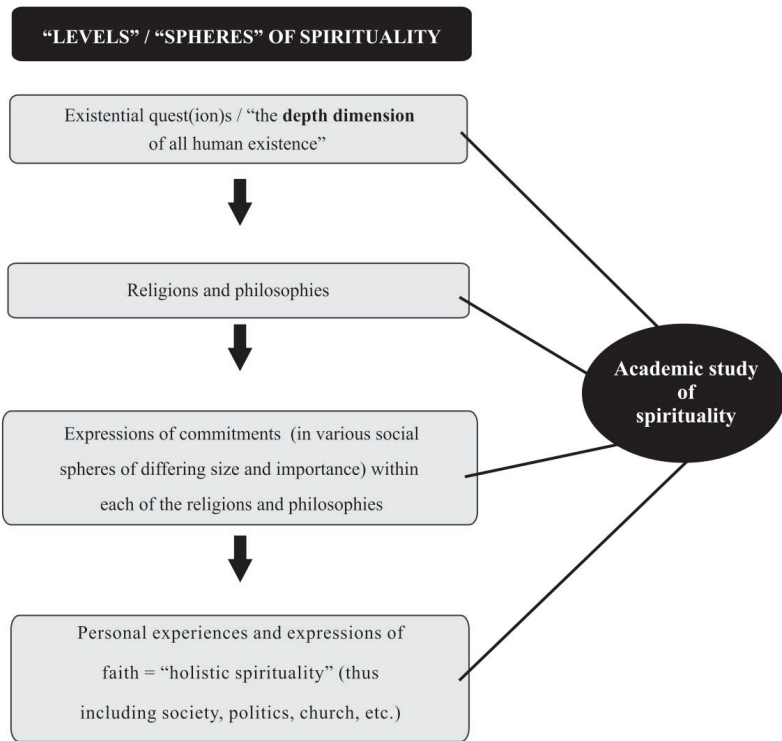 “LEVELS” / “SPHERES” OF SPIRITUALITY
Existential quest(ion)s / “the depth dimension
of all human existence”
Religions and philosophies
Expressions of commitments (in various social
spheres of differing size and importance) within
each of the religions and philosophies
Personal experiences and expressions of
faith = “holistic spirituality” (thus
including society, politics, church, etc.)
Academic study
of
spirituality